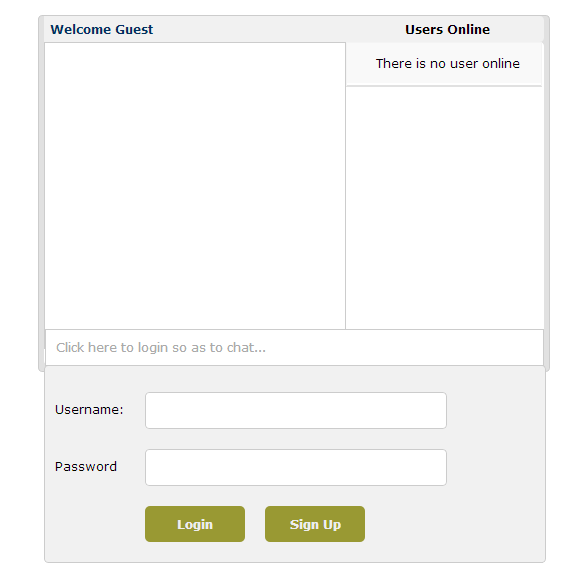 Welcome Guest
Users Online
There is no user online
Click here to login so as to chat...
Username:
Password
Login
Sign Up